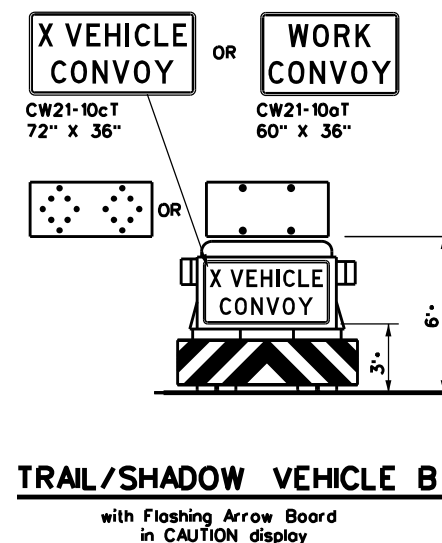 X VEHICLE
CONVOY
OR
WORK
CONVOY
CW21-10cT
72" X 36"
CW21-10aT
60" X 36"
OR
X VEHICLE
CONVOY
3'±
6'±
TRAIL/SHADOW VEHICLE B
with Flashing Arrow Board
in CAUTION display